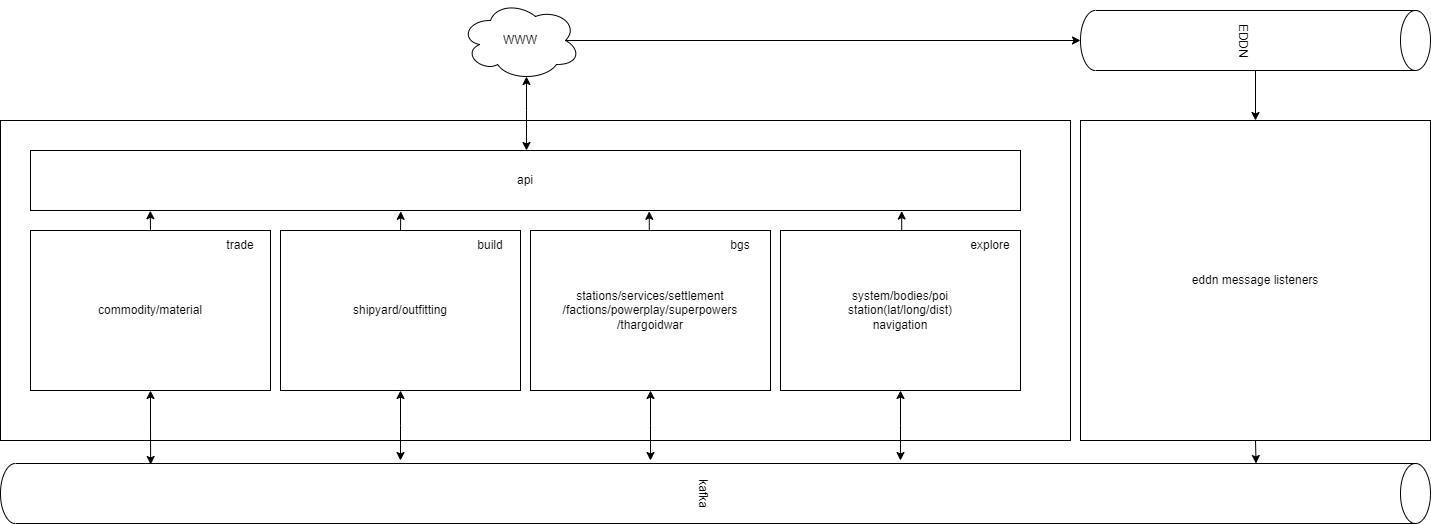 WWW
EDDN
api
trade
commodity/material
build
shipyard/outfitting
bgs
stations/services/settlement
/factions/powerplay/superpowers
/thargoidwar
explore
system/bodies/poi
station(lat/long/dist)
navigation
eddn message listeners
kafka